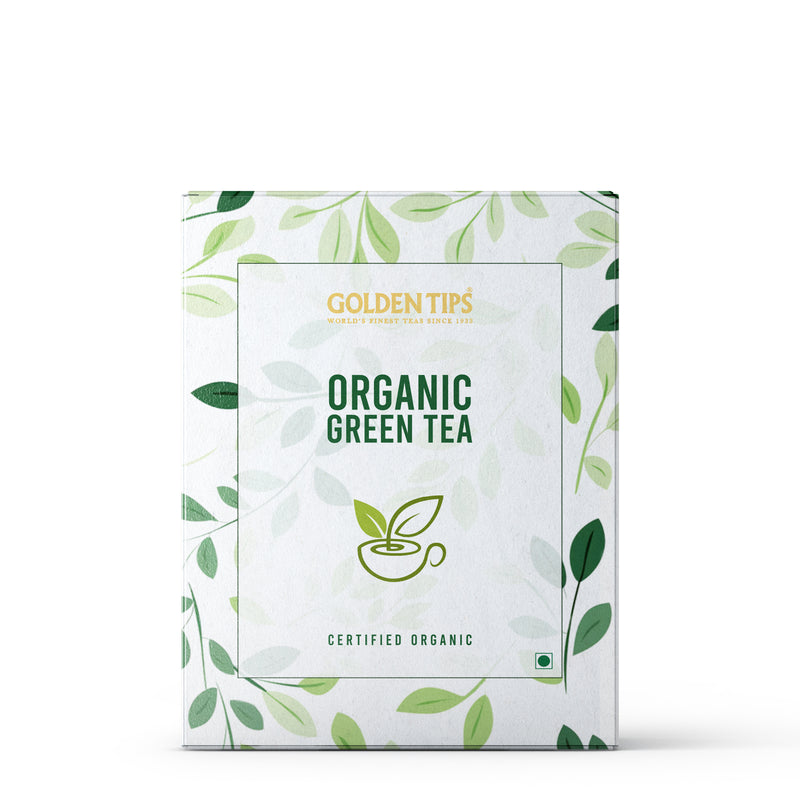 GOLDEN TIPS®
WORLD'S FINEST TEAS SINCE 1933
ORGANIC
GREEN TEA
CERTIFIED ORGANIC